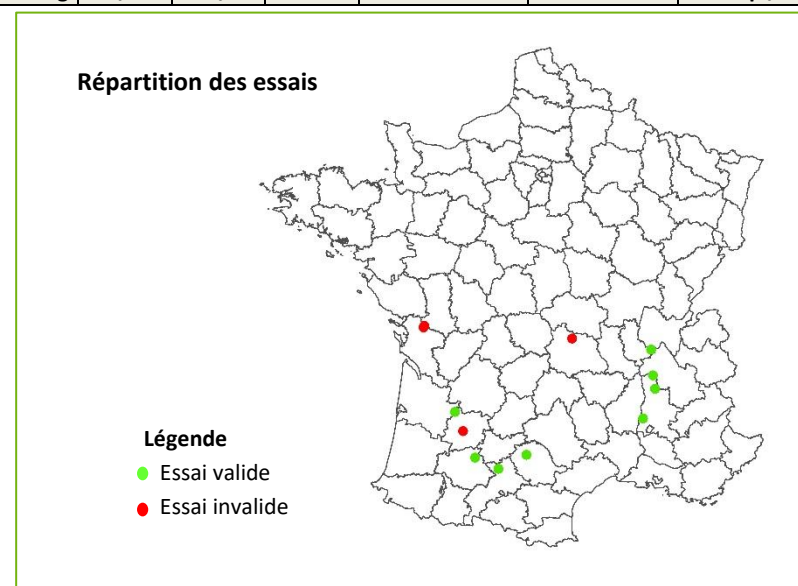 Répartition des essais
Légende
Essai valide
Essai invalide